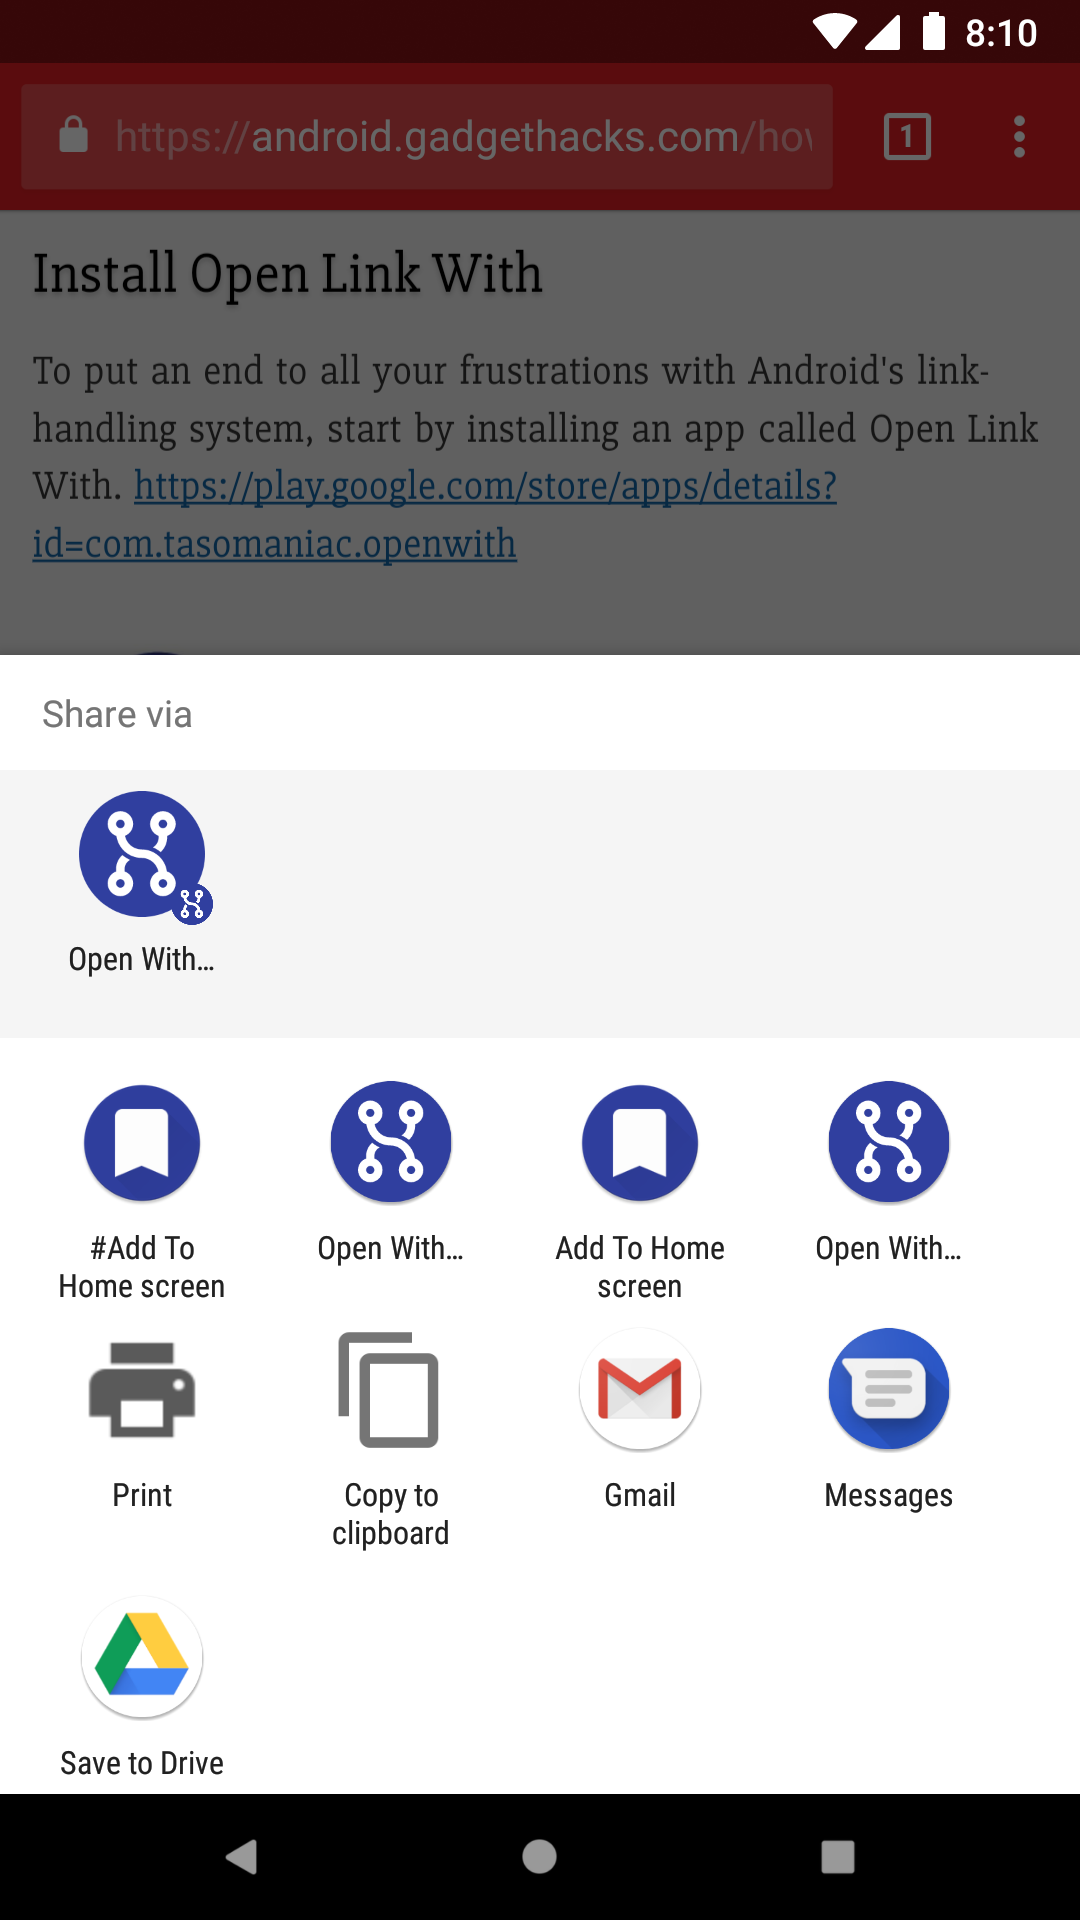 8:10
https://android.gadgethacks.com/ho
1
Install Open Link With
To put an end to all your frustrations with Android's link-
handling system, start by installing an app called Open Link
With. https://play.google.com/store/apps/details?
id=com.tasomaniac.openwith
Share via
Open With...
#Add To Home screen
Open With...
Add To Home screen
Open With...
Print
Copy to clipboard
Gmail
Messages
Save to Drive